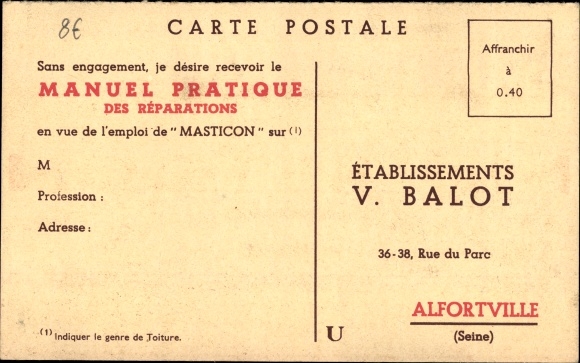 8€
CARTE POSTALE
Sans engagement, je désire recevoir le
MANUEL PRATIQUE
DES RÉPARATIONS
en vue de l'emploi de "MASTICON" sur (1)
M
Profession :
Adresse :
(1) Indiquer le genre de Toiture.
Affranchir
à
0.40
ÉTABLISSEMENTS
V. BALOT
36-38, Rue du Parc
ALFORTVILLE
(Seine)
U